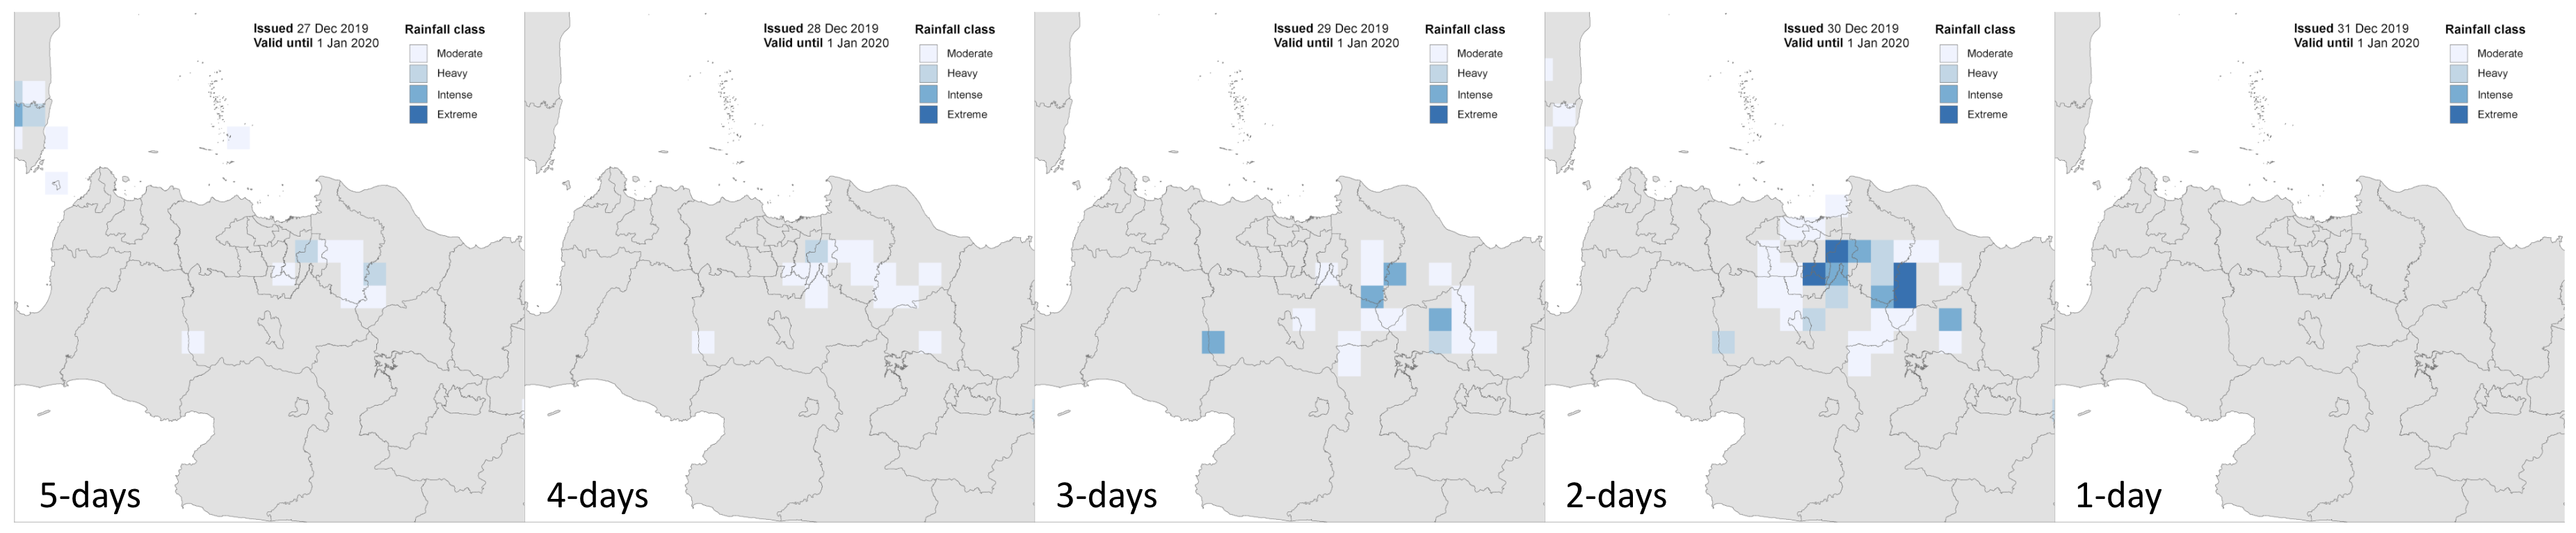 Issued 27 Dec 2019
Valid until 1 Jan 2020
Rainfall class
Moderate
Heavy
Intense
Extreme
5-days
Issued 28 Dec 2019
Valid until 1 Jan 2020
Rainfall class
Moderate
Heavy
Intense
Extreme
4-days
Issued 29 Dec 2019
Valid until 1 Jan 2020
Rainfall class
Moderate
Heavy
Intense
Extreme
3-days
Issued 30 Dec 2019
Valid until 1 Jan 2020
Rainfall class
Moderate
Heavy
Intense
Extreme
2-days
Issued 31 Dec 2019
Valid until 1 Jan 2020
Rainfall class
Moderate
Heavy
Intense
Extreme
1-day